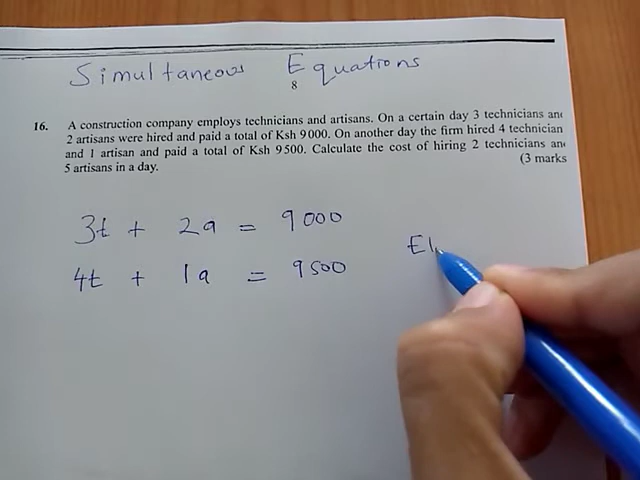 Simultaneous Equations
8
16. A construction company employs technicians and artisans. On a certain day 3 technicians and
2 artisans were hired and paid a total of Ksh 9000. On another day the firm hired 4 technician
and 1 artisan and paid a total of Ksh 9500. Calculate the cost of hiring 2 technicians and
5 artisans in a day. (3 marks
3t + 2a = 9000
El
4t + 1a = 9500